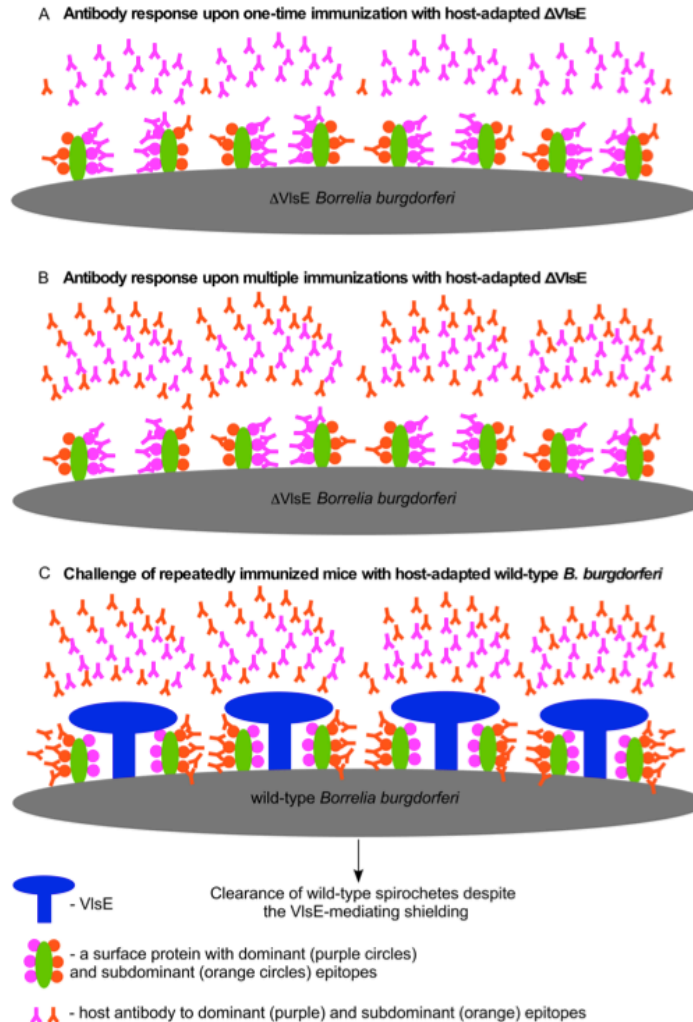 A Antibody response upon one-time immunization with host-adapted ΔVlsE
ΔVlsE Borrelia burgdorferi
B Antibody response upon multiple immunizations with host-adapted ΔVlsE
ΔVlsE Borrelia burgdorferi
C Challenge of repeatedly immunized mice with host-adapted wild-type B. burgdorferi
wild-type Borrelia burgdorferi
Clearance of wild-type spirochetes despite
the VlsE-mediating shielding
- VlsE
- a surface protein with dominant (purple circles)
and subdominant (orange circles) epitopes
- host antibody to dominant (purple) and subdominant (orange) epitopes